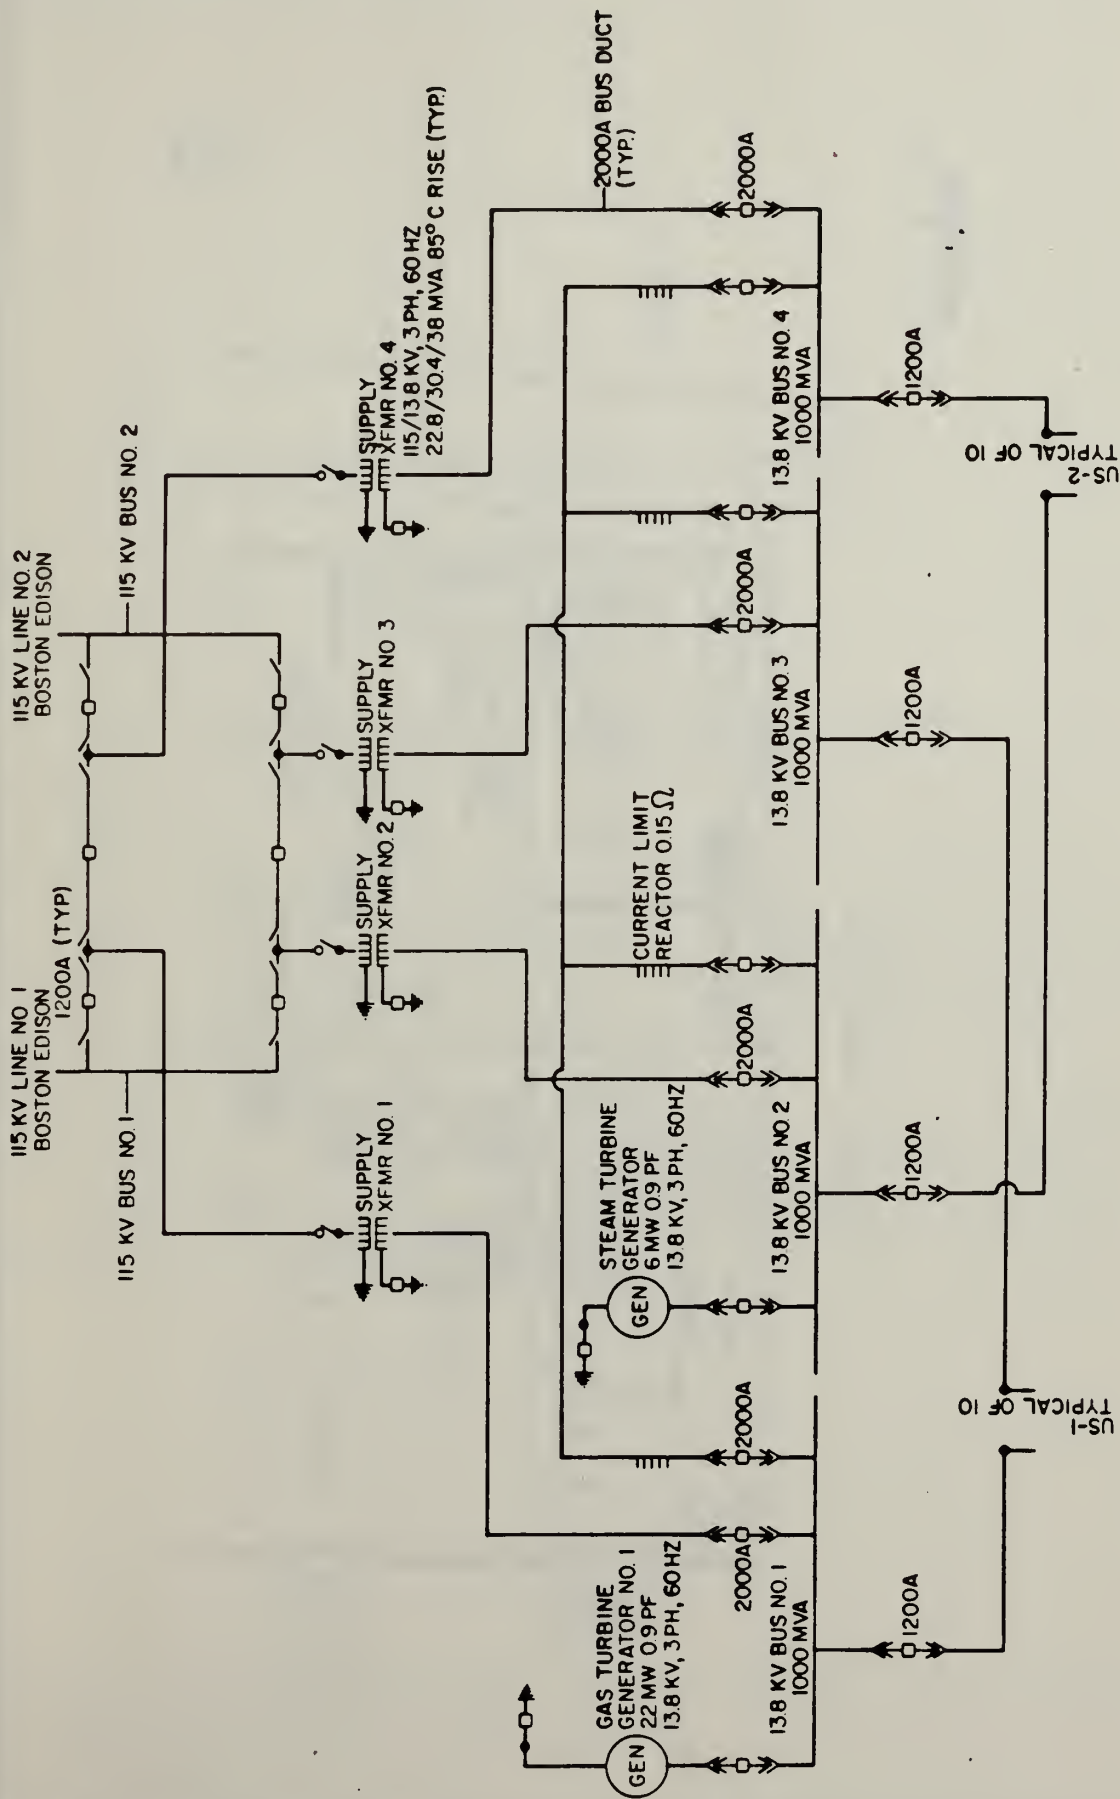 115 KV LINE NO 1
BOSTON EDISON
1200A (TYP)
115 KV LINE NO. 2
BOSTON EDISON
115 KV BUS NO. 1
115 KV BUS NO. 2
SUPPLY
XFMR NO. 1
SUPPLY
XFMR NO. 2
SUPPLY
XFMR NO 3
SUPPLY
XFMR NO. 4
115/13.8 KV, 3 PH, 60 HZ
22.8/30.4/38 MVA 85° C RISE (TYP.)
GAS TURBINE
GENERATOR NO. 1
22 MW 0.9 PF
13.8 KV, 3 PH, 60 HZ
GEN
STEAM TURBINE
GENERATOR
6 MW 0.9 PF
13.8 KV, 3 PH, 60HZ
GEN
CURRENT LIMIT
REACTOR 0.15 Ω
2000A BUS DUCT
(TYP.)
2000A
2000A
2000A
2000A
2000A
13.8 KV BUS NO. 1
1000 MVA
13.8 KV BUS NO. 2
1000 MVA
13.8 KV BUS NO. 3
1000 MVA
13.8 KV BUS NO. 4
1000 MVA
1200A
1200A
1200A
1200A
US-1
TYPICAL OF 10
US-2
TYPICAL OF 10